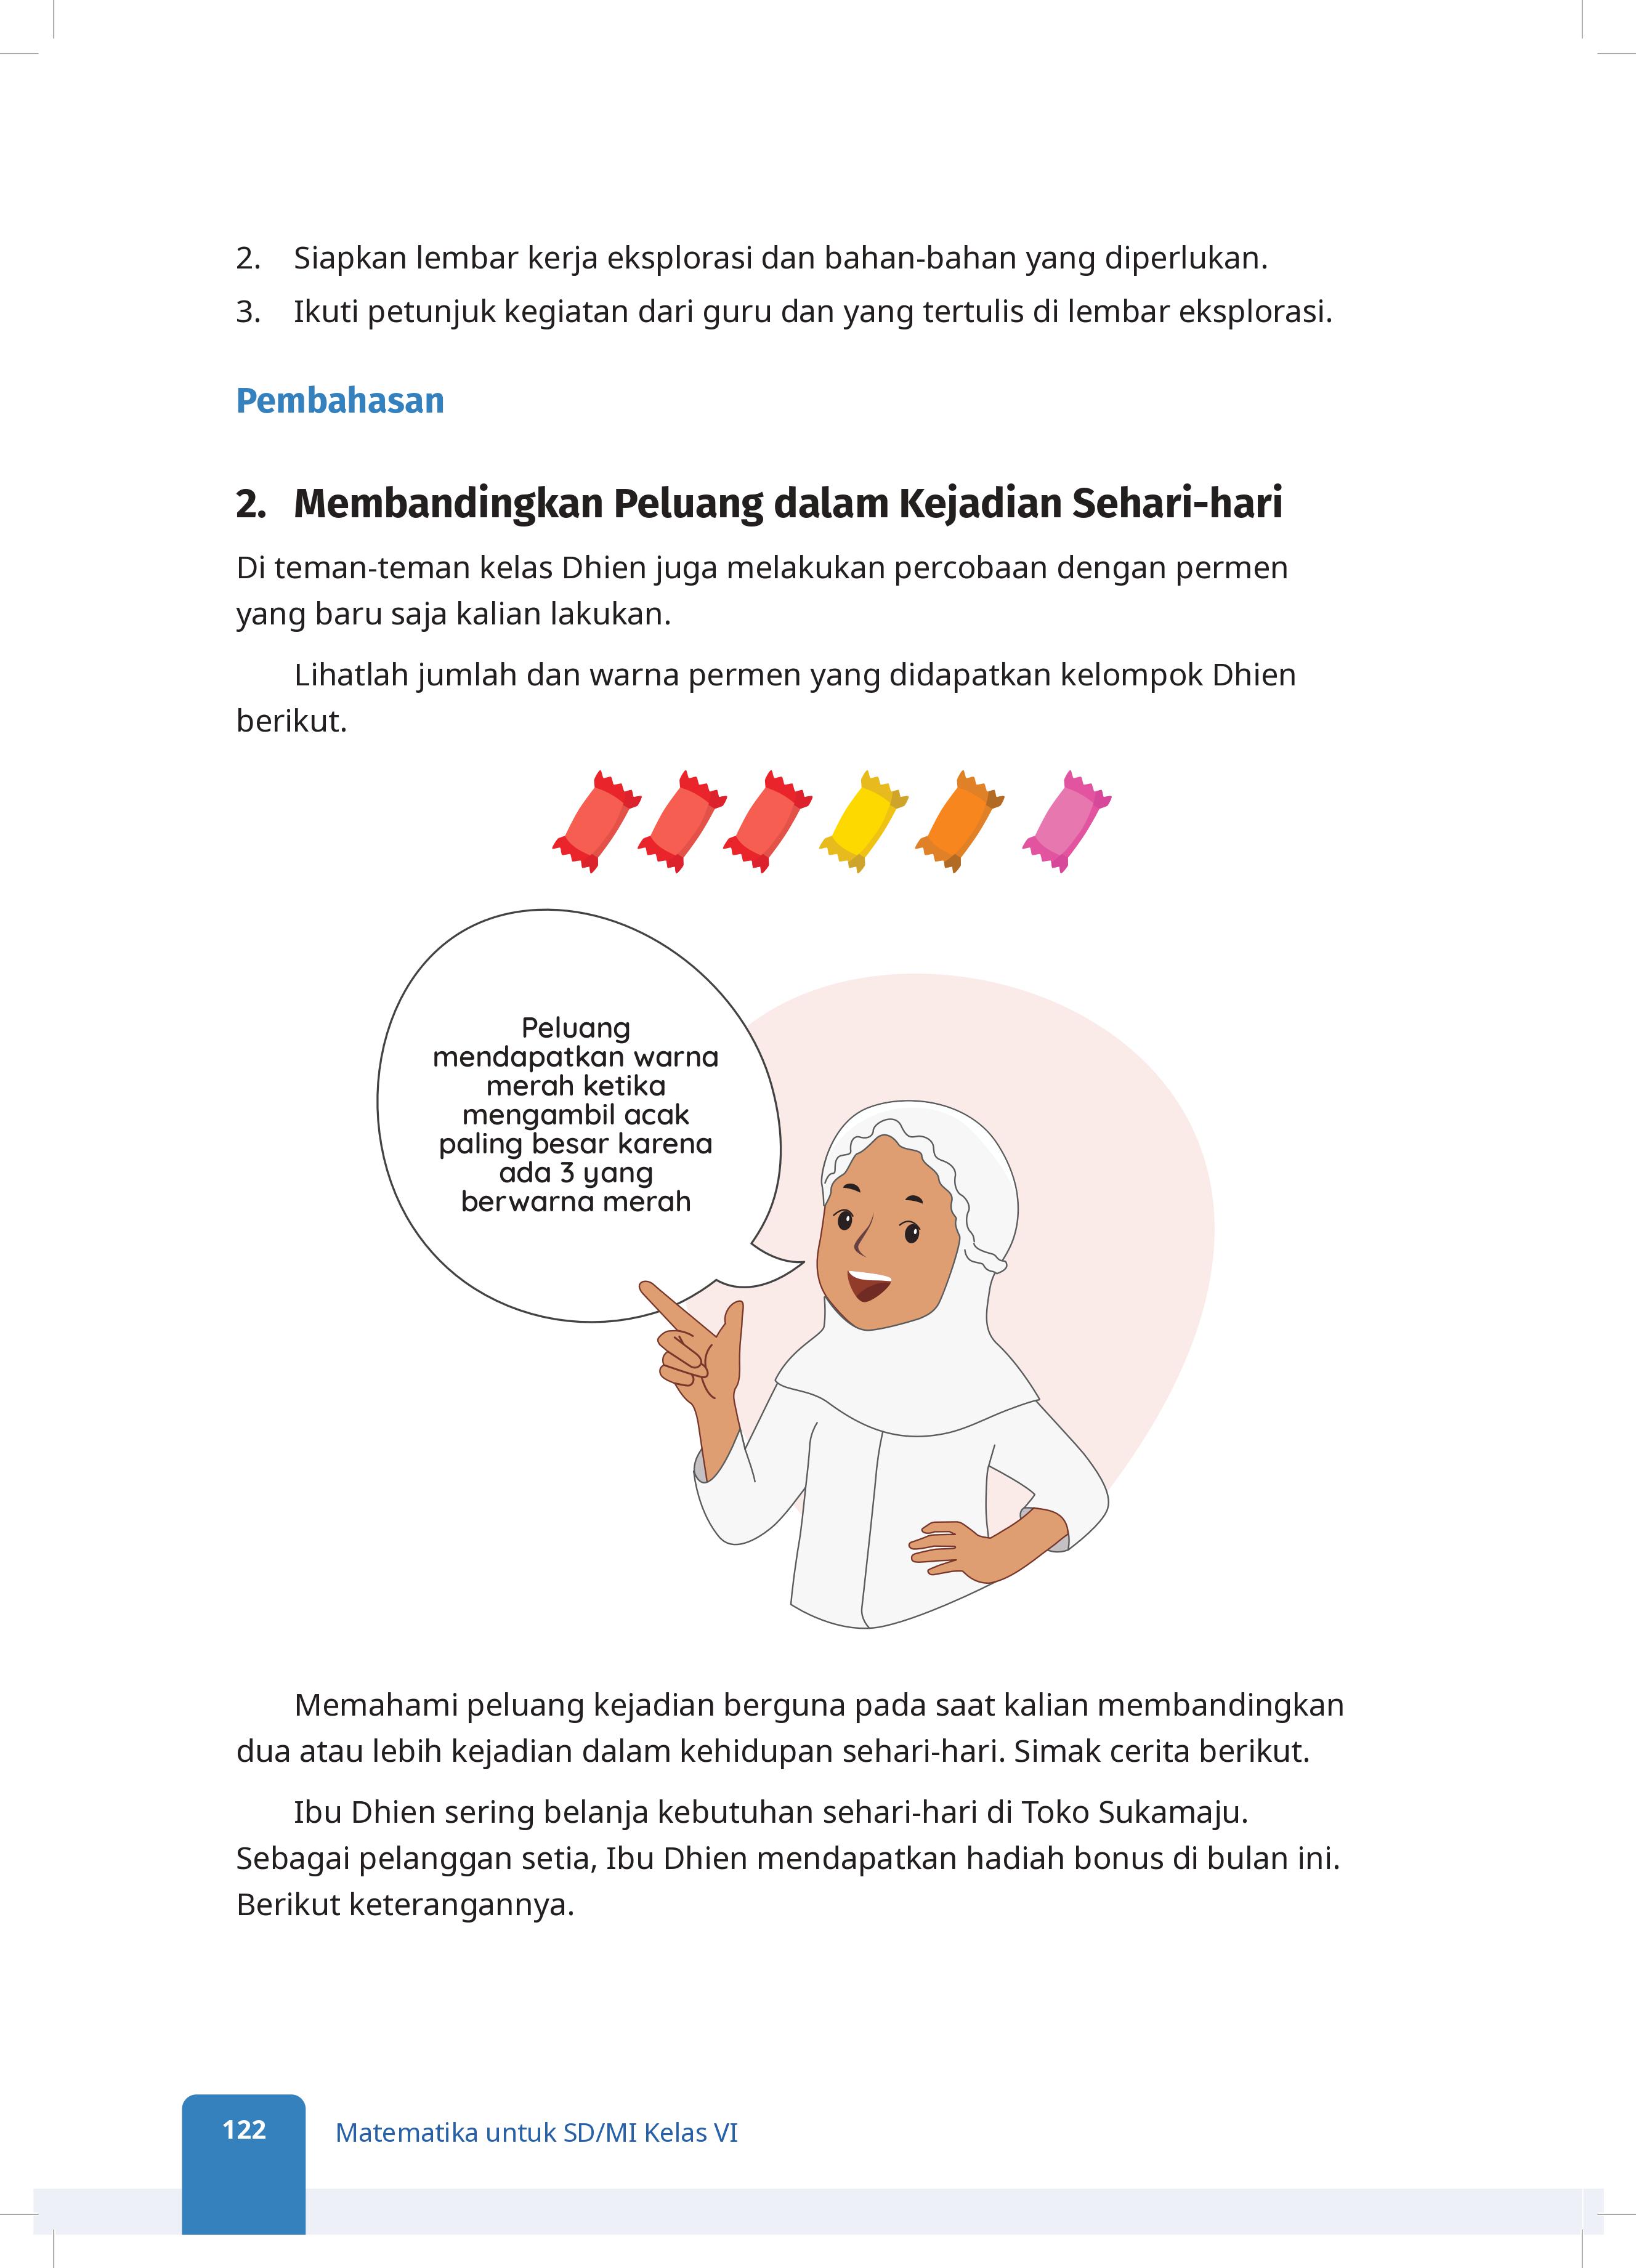 2. Siapkan lembar kerja eksplorasi dan bahan-bahan yang diperlukan.
3. Ikuti petunjuk kegiatan dari guru dan yang tertulis di lembar eksplorasi.
Pembahasan
2. Membandingkan Peluang dalam Kejadian Sehari-hari
Di teman-teman kelas Dhien juga melakukan percobaan dengan permen
yang baru saja kalian lakukan.
Lihatlah jumlah dan warna permen yang didapatkan kelompok Dhien
berikut.
Peluang
mendapatkan warna
merah ketika
mengambil acak
paling besar karena
ada 3 yang
berwarna merah
Memahami peluang kejadian berguna pada saat kalian membandingkan
dua atau lebih kejadian dalam kehidupan sehari-hari. Simak cerita berikut.
Ibu Dhien sering belanja kebutuhan sehari-hari di Toko Sukamaju.
Sebagai pelanggan setia, Ibu Dhien mendapatkan hadiah bonus di bulan ini.
Berikut keterangannya.
122 Matematika untuk SD/MI Kelas VI